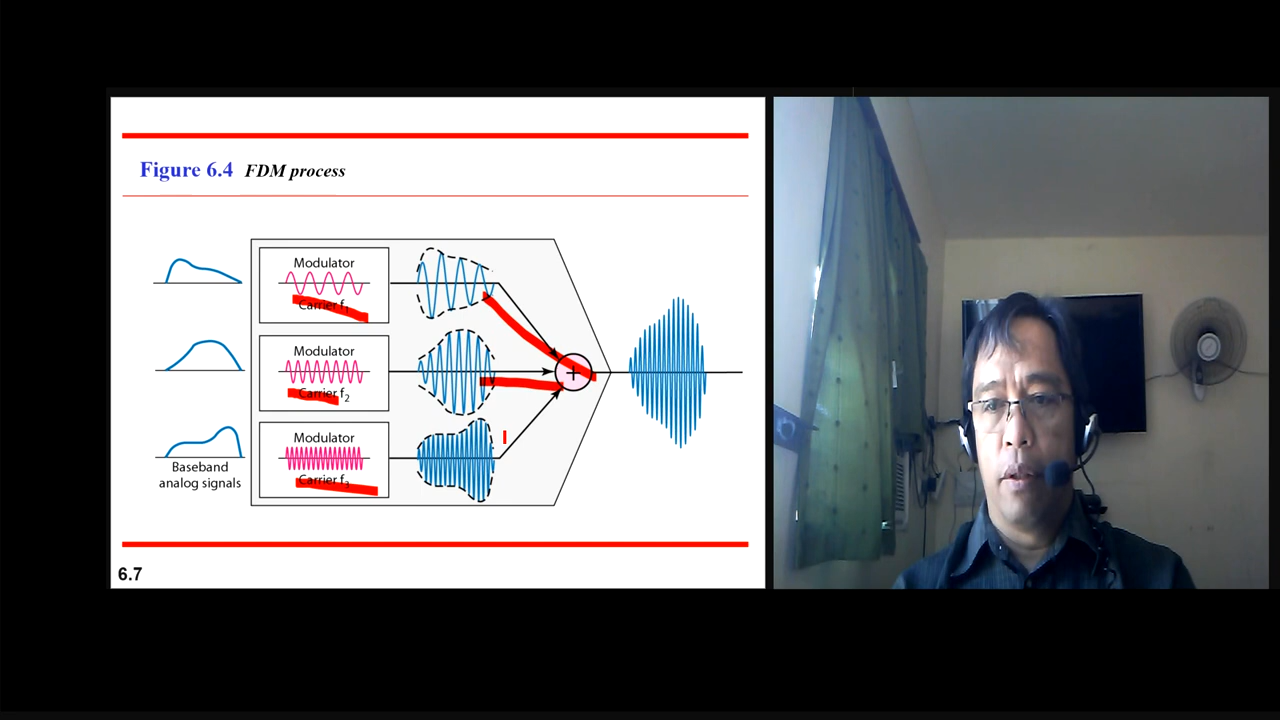 Figure 6.4 FDM process
Modulator
Carrier f1
Modulator
Carrier f2
Modulator
Carrier f3
Baseband
analog signals
+
6.7